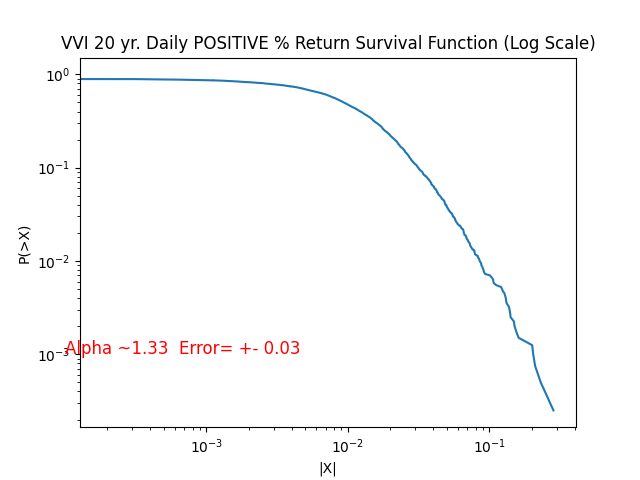 VVI 20 yr. Daily POSITIVE % Return Survival Function (Log Scale)
10⁰
10⁻¹
10⁻²
10⁻³
Alpha ~1.33  Error= +- 0.03
P(>X)
10⁻³
10⁻²
10⁻¹
|X|